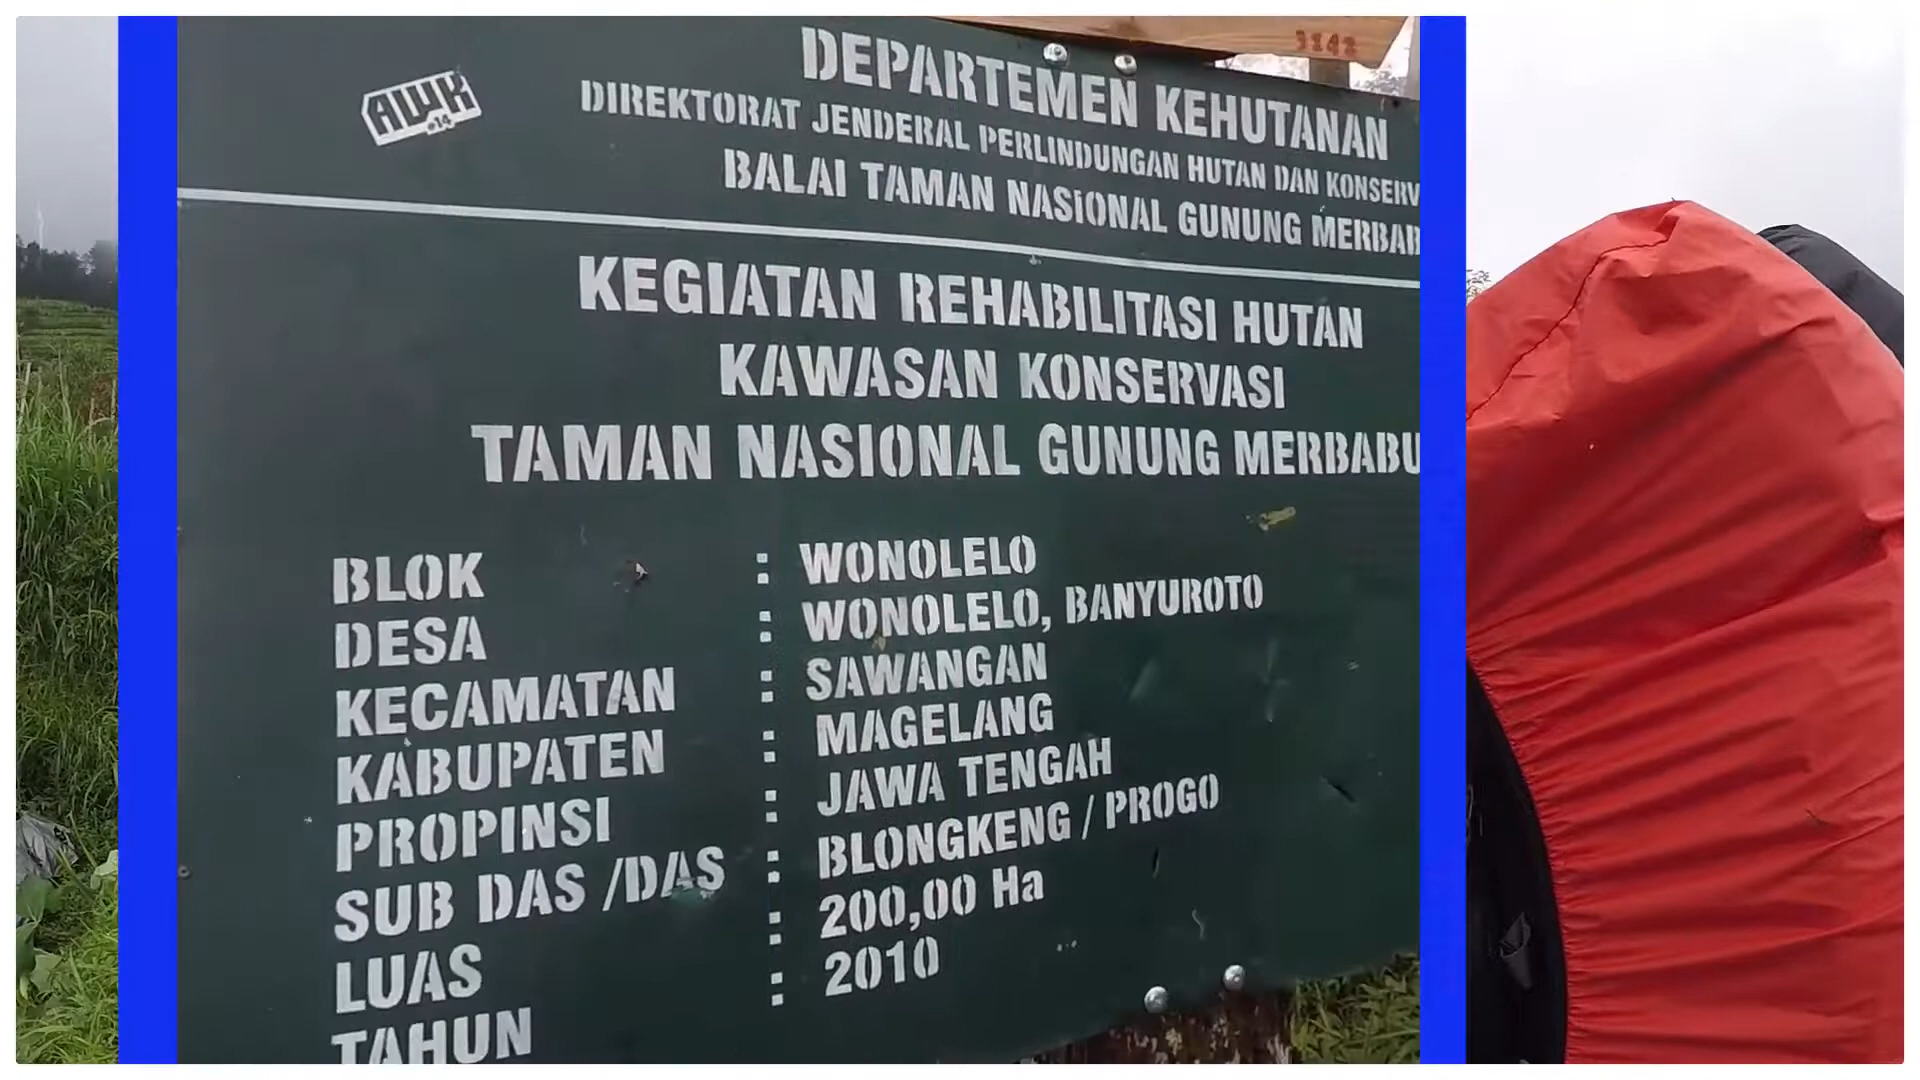 3142
AWK
#14
DEPARTEMEN KEHUTANAN
DIREKTORAT JENDERAL PERLINDUNGAN HUTAN DAN KONSERV
BALAI TAMAN NASIONAL GUNUNG MERBAB
KEGIATAN REHABILITASI HUTAN
KAWASAN KONSERVASI
TAMAN NASIONAL GUNUNG MERBABU
BLOK : WONOLELO
DESA : WONOLELO, BANYUROTO
KECAMATAN : SAWANGAN
KABUPATEN : MAGELANG
PROPINSI : JAWA TENGAH
SUB DAS /DAS : BLONGKENG / PROGO
LUAS : 200,00 Ha
TAHUN : 2010